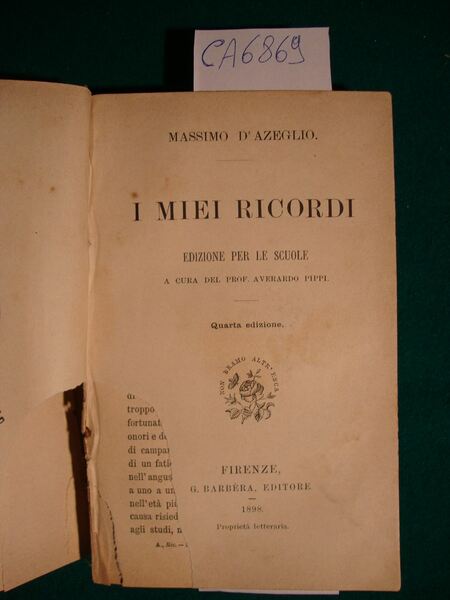 CA6869
MASSIMO D'AZEGLIO.
I MIEI RICORDI
EDIZIONE PER LE SCUOLE
A CURA DEL PROF. AVERARDO PIPPI.
Quarta edizione.
NON BRAMO ALTR' ESCA
troppo
fortunat
onori e d
di campa
di un fati
nell'angus
a uno a un
nell'età pi
causa risied
agli studi, n
FIRENZE,
G. BARBÈRA, EDITORE.
1898.
Proprietà letteraria.